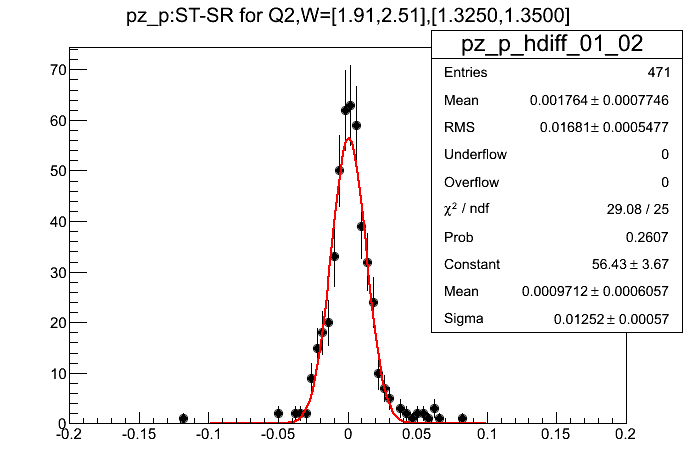 pz_p:ST-SR for Q2,W=[1.91,2.51],[1.3250,1.3500]
pz_p_hdiff_01_02
Entries 471
Mean 0.001764 ± 0.0007746
RMS 0.01681 ± 0.0005477
Underflow 0
Overflow 0
χ² / ndf 29.08 / 25
Prob 0.2607
Constant 56.43 ± 3.67
Mean 0.0009712 ± 0.0006057
Sigma 0.01252 ± 0.00057
70
60
50
40
30
20
10
0
-0.2 -0.15 -0.1 -0.05 0 0.05 0.1 0.15 0.2